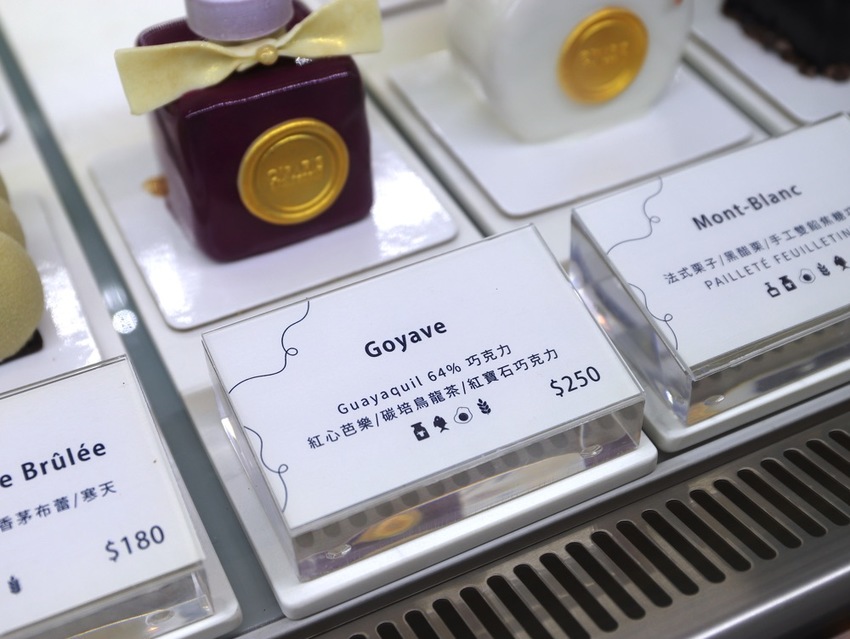 Goyave
Guayaquil 64% 巧克力
紅心芭樂/碳焙烏龍茶/紅寶石巧克力
$250
Mont-Blanc
法式栗子/黑醋栗/手工雙餡焦糖
PAILLETÉ FEUILLETIN
e Brûlée
香茅布蕾/寒天
$180